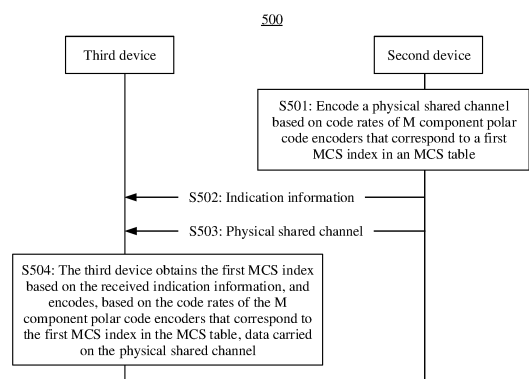 500
Third device
Second device
S501: Encode a physical shared channel
based on code rates of M component polar
code encoders that correspond to a first
MCS index in an MCS table
S502: Indication information
S503: Physical shared channel
S504: The third device obtains the first MCS index
based on the received indication information, and
encodes, based on the code rates of the M
component polar code encoders that correspond to
the first MCS index in the MCS table, data carried
on the physical shared channel